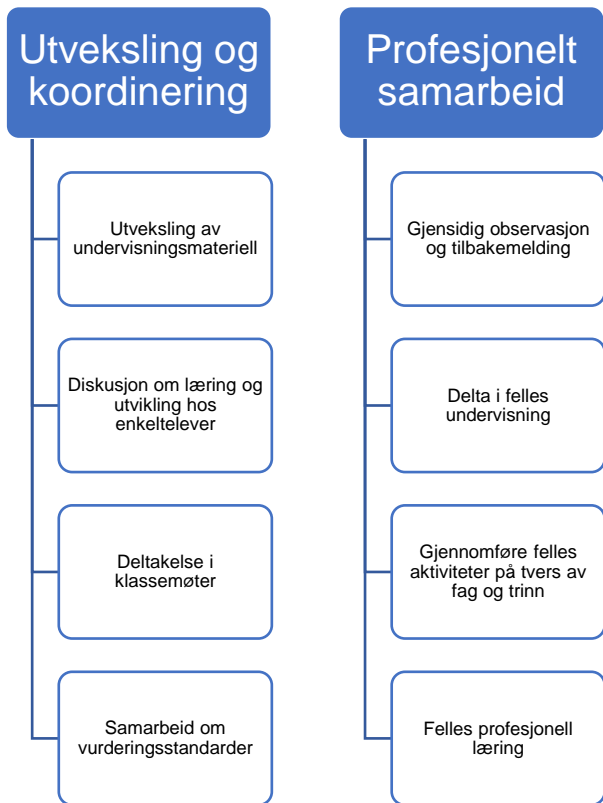 Utveksling og
koordinering
Utveksling av
undervisningsmateriell
Diskusjon om læring og
utvikling hos
enkeltelever
Deltakelse i
klassemøter
Samarbeid om
vurderingsstandarder
Profesjonelt
samarbeid
Gjensidig observasjon
og tilbakemelding
Delta i felles
undervisning
Gjennomføre felles
aktiviteter på tvers av
fag og trinn
Felles profesjonell
læring